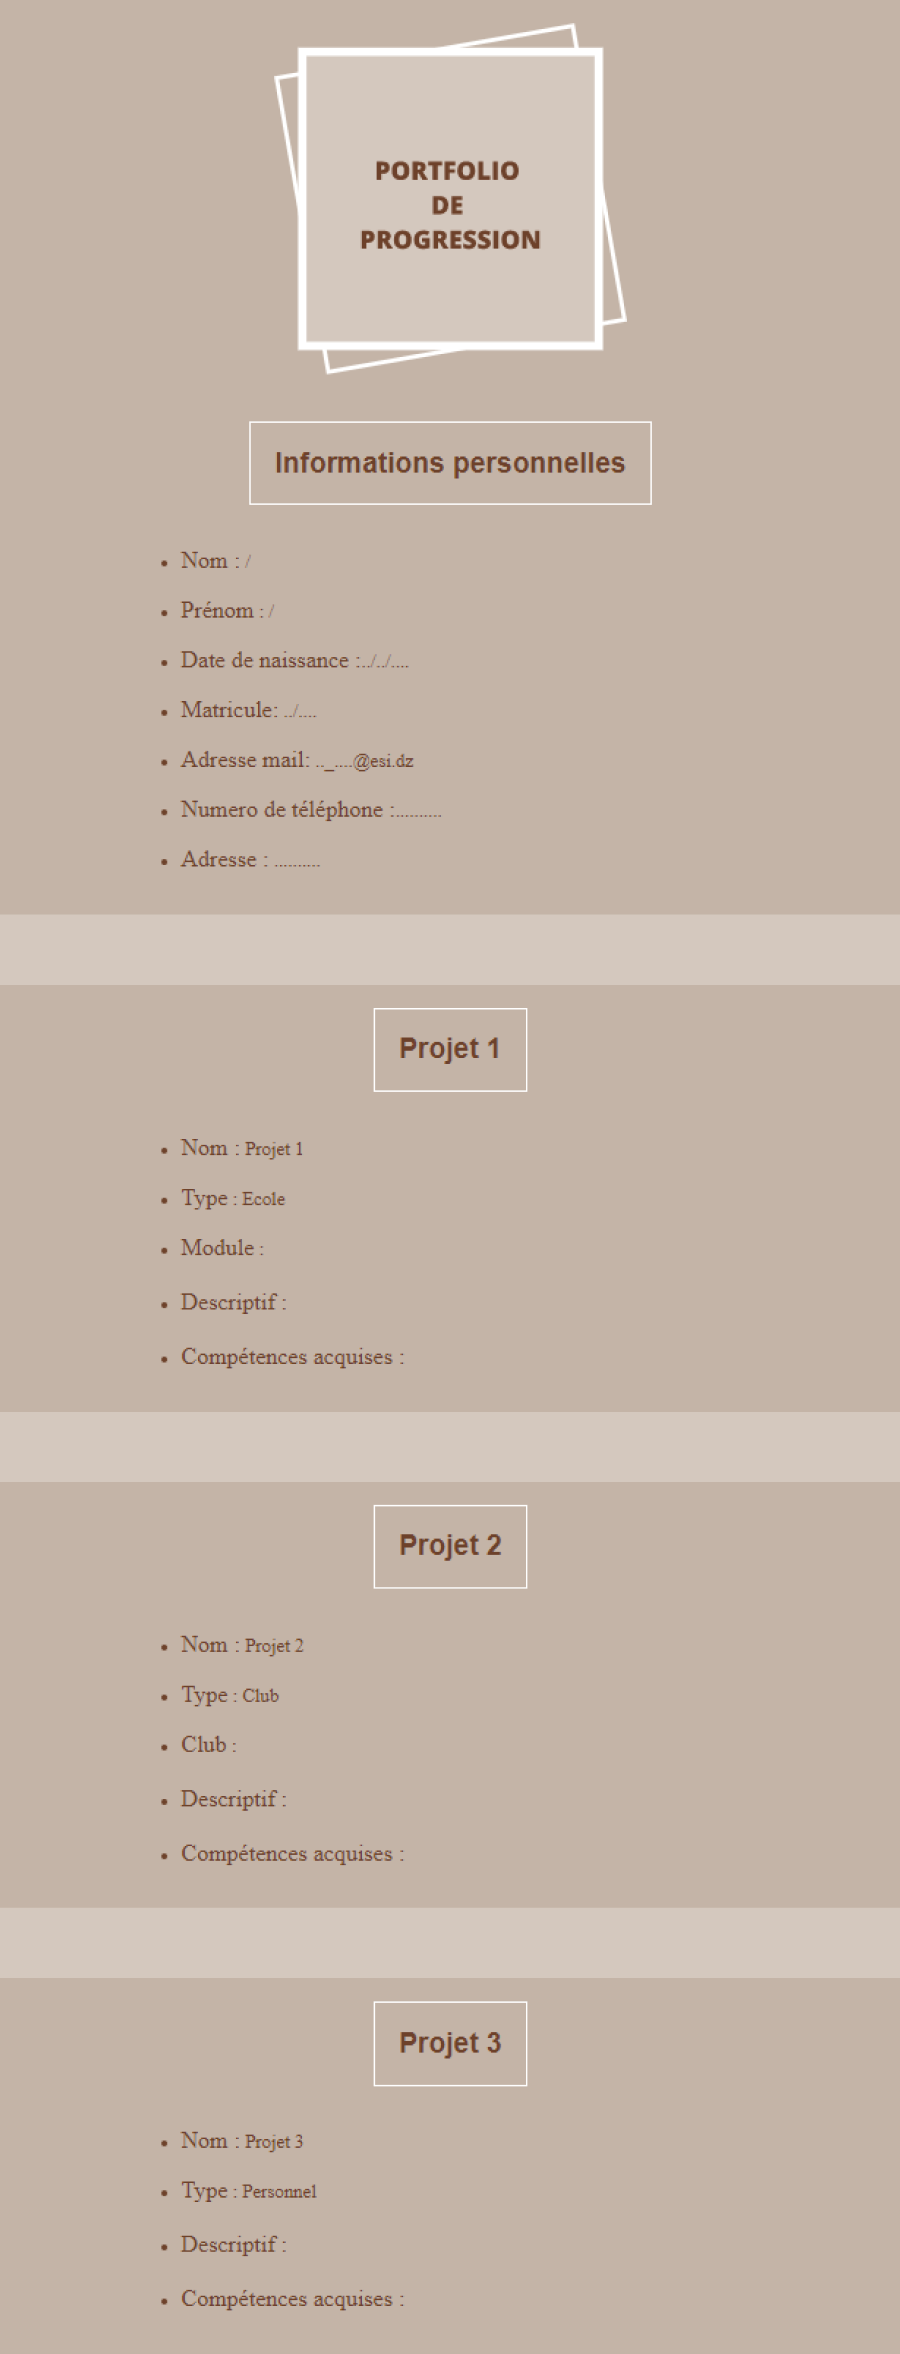 PORTFOLIO
DE
PROGRESSION
Informations personnelles
Nom : /
Prénom : /
Date de naissance :../../....
Matricule: ../....
Adresse mail: .._....@esi.dz
Numero de téléphone :..........
Adresse : ..........
Projet 1
Nom : Projet 1
Type : Ecole
Module :
Descriptif :
Compétences acquises :
Projet 2
Nom : Projet 2
Type : Club
Club :
Descriptif :
Compétences acquises :
Projet 3
Nom : Projet 3
Type : Personnel
Descriptif :
Compétences acquises :